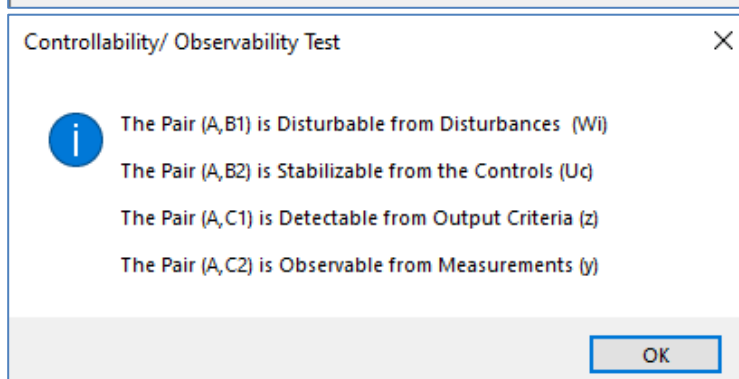 Controllability/ Observability Test
The Pair (A,B1) is Disturbable from Disturbances (Wi)
The Pair (A,B2) is Stabilizable from the Controls (Uc)
The Pair (A,C1) is Detectable from Output Criteria (z)
The Pair (A,C2) is Observable from Measurements (y)
OK